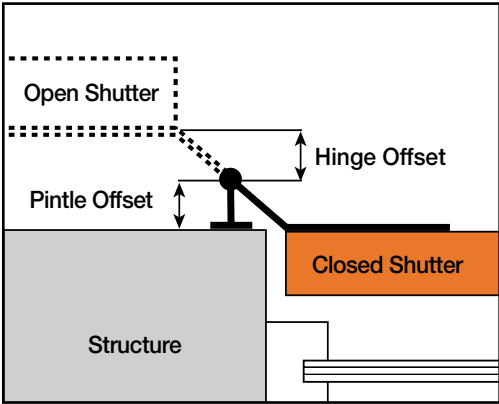 Open Shutter
Hinge Offset
Pintle Offset
Closed Shutter
Structure